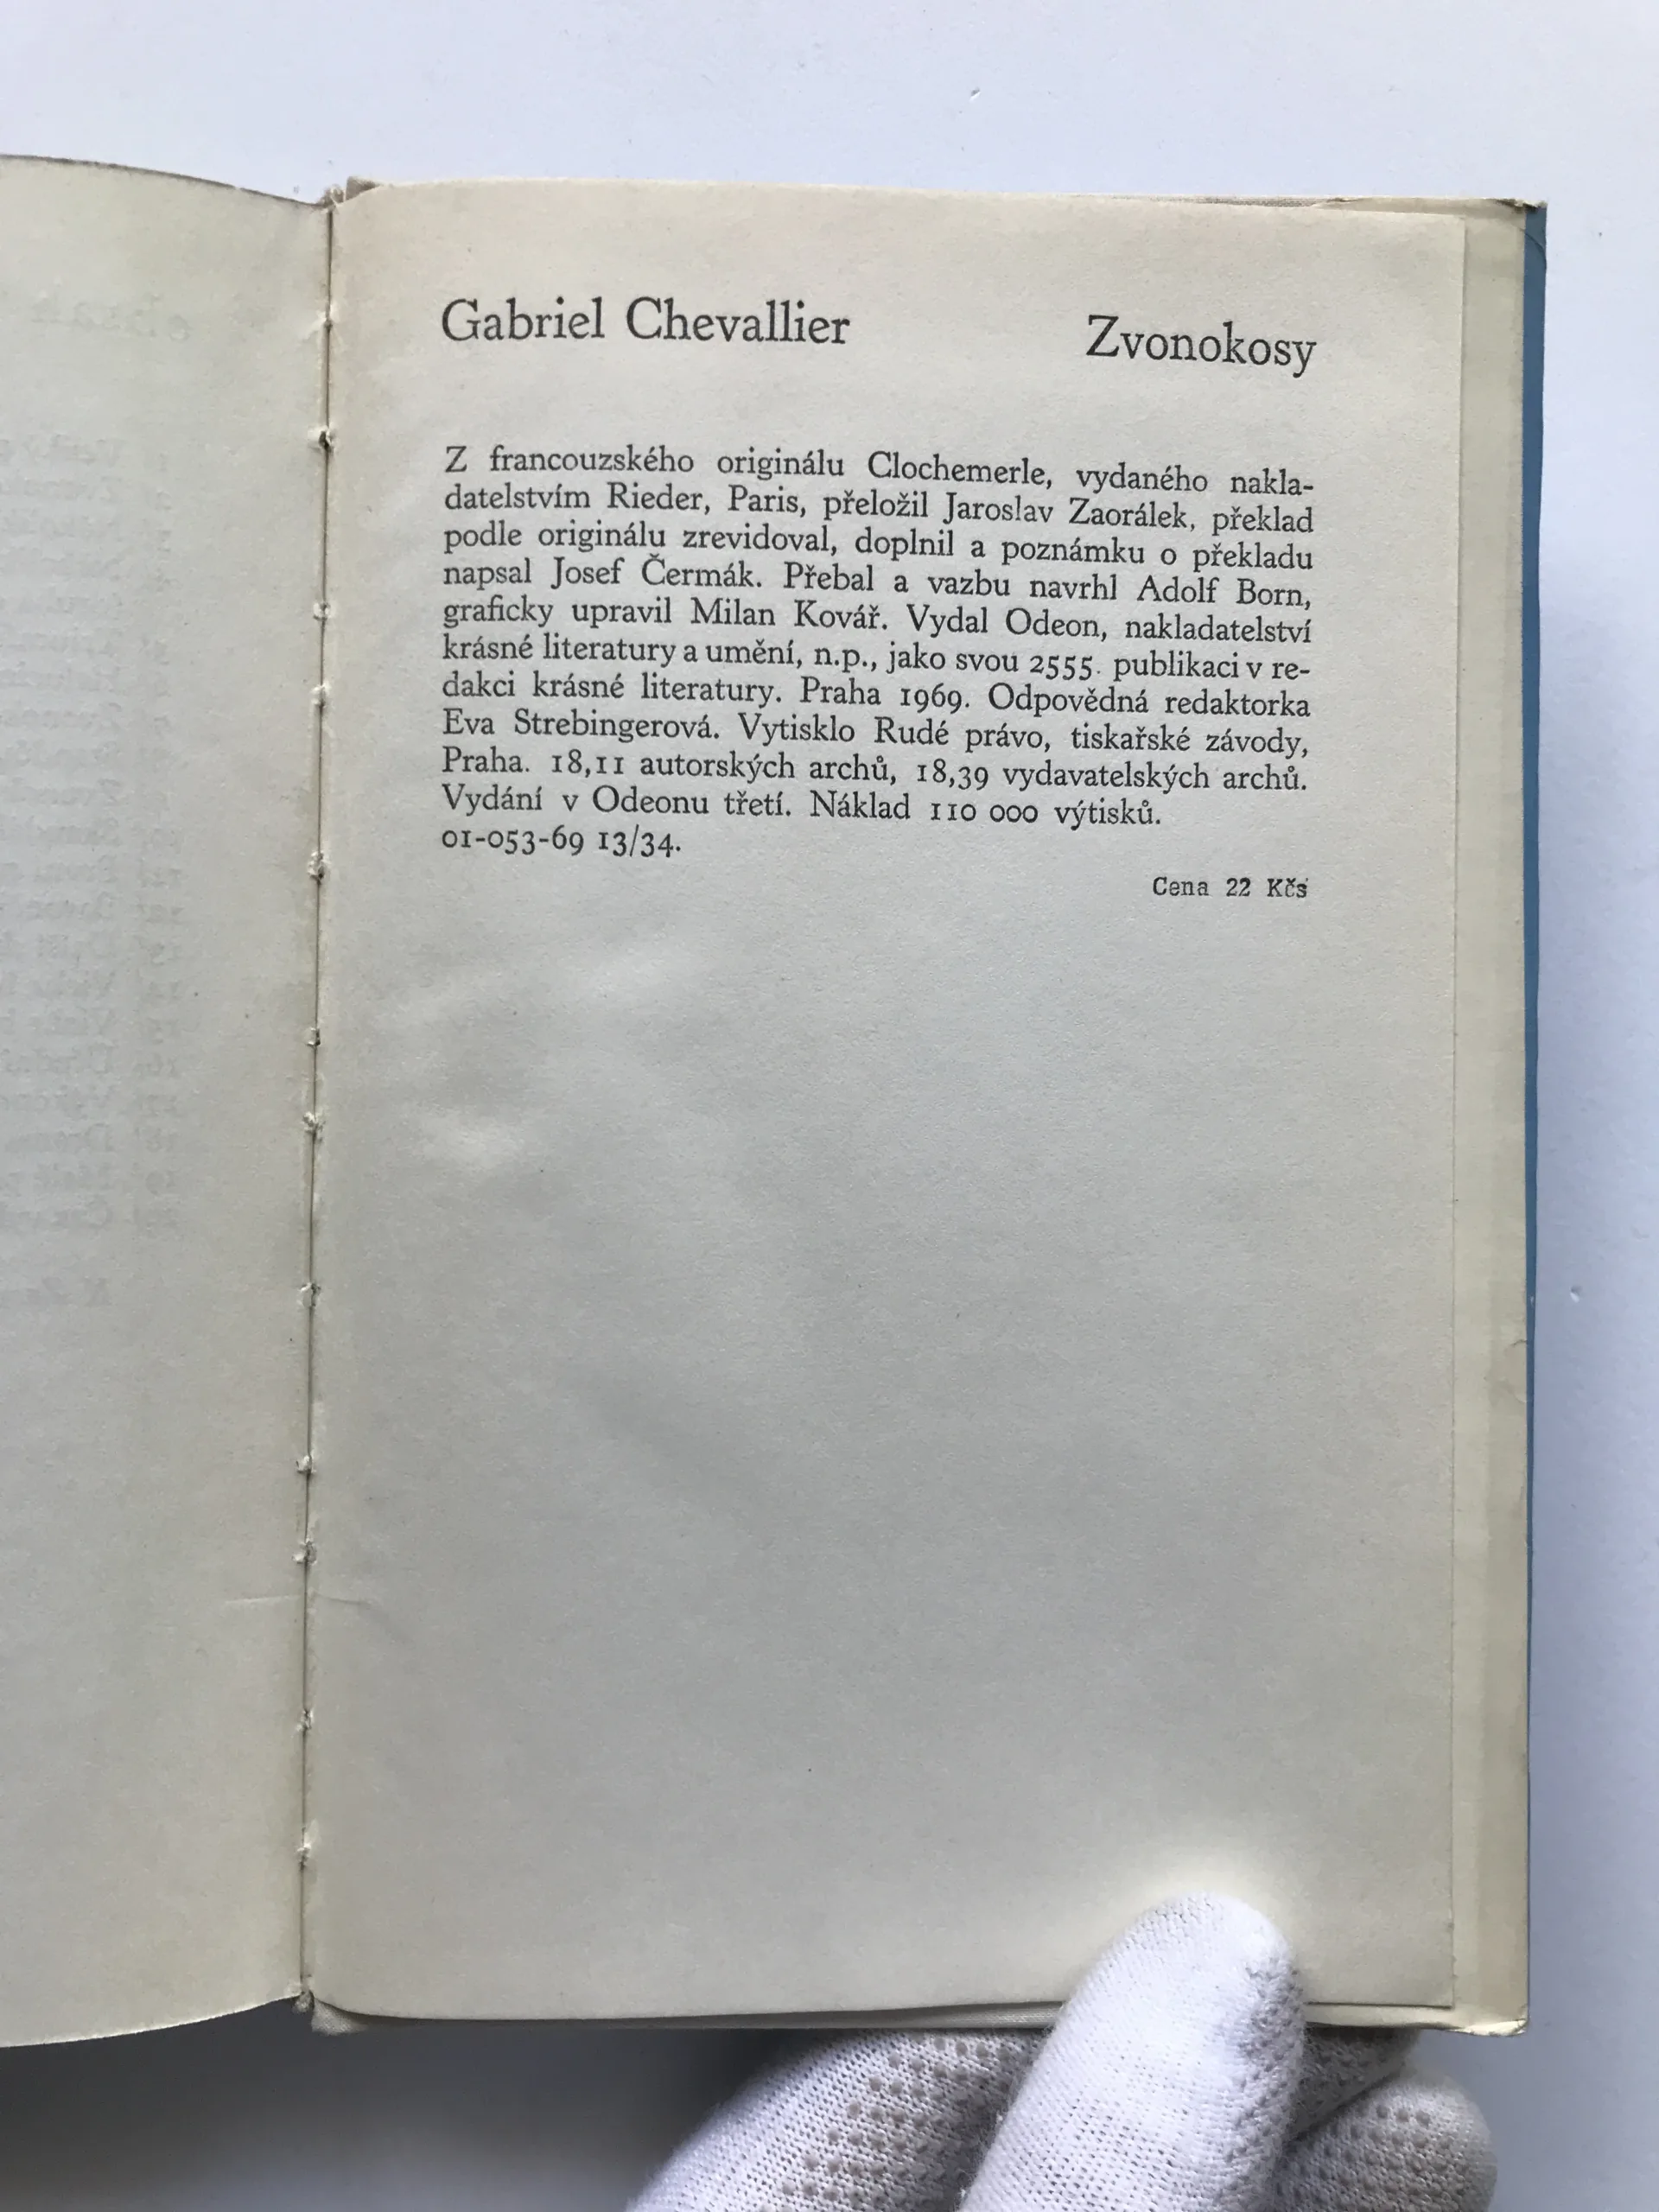 Gabriel Chevallier Zvonokosy
Z francouzského originálu Clochemerle, vydaného nakla-
datelstvím Rieder, Paris, přeložil Jaroslav Zaorálek, překlad
podle originálu zrevidoval, doplnil a poznámku o překladu
napsal Josef Čermák. Přebal a vazbu navrhl Adolf Born,
graficky upravil Milan Kovář. Vydal Odeon, nakladatelství
krásné literatury a umění, n.p., jako svou 2555. publikaci v re-
dakci krásné literatury. Praha 1969. Odpovědná redaktorka
Eva Strebingerová. Vytisklo Rudé právo, tiskařské závody,
Praha. 18,11 autorských archů, 18,39 vydavatelských archů.
Vydání v Odeonu třetí. Náklad 110 000 výtisků.
01-053-69 13/34.
Cena 22 Kčs